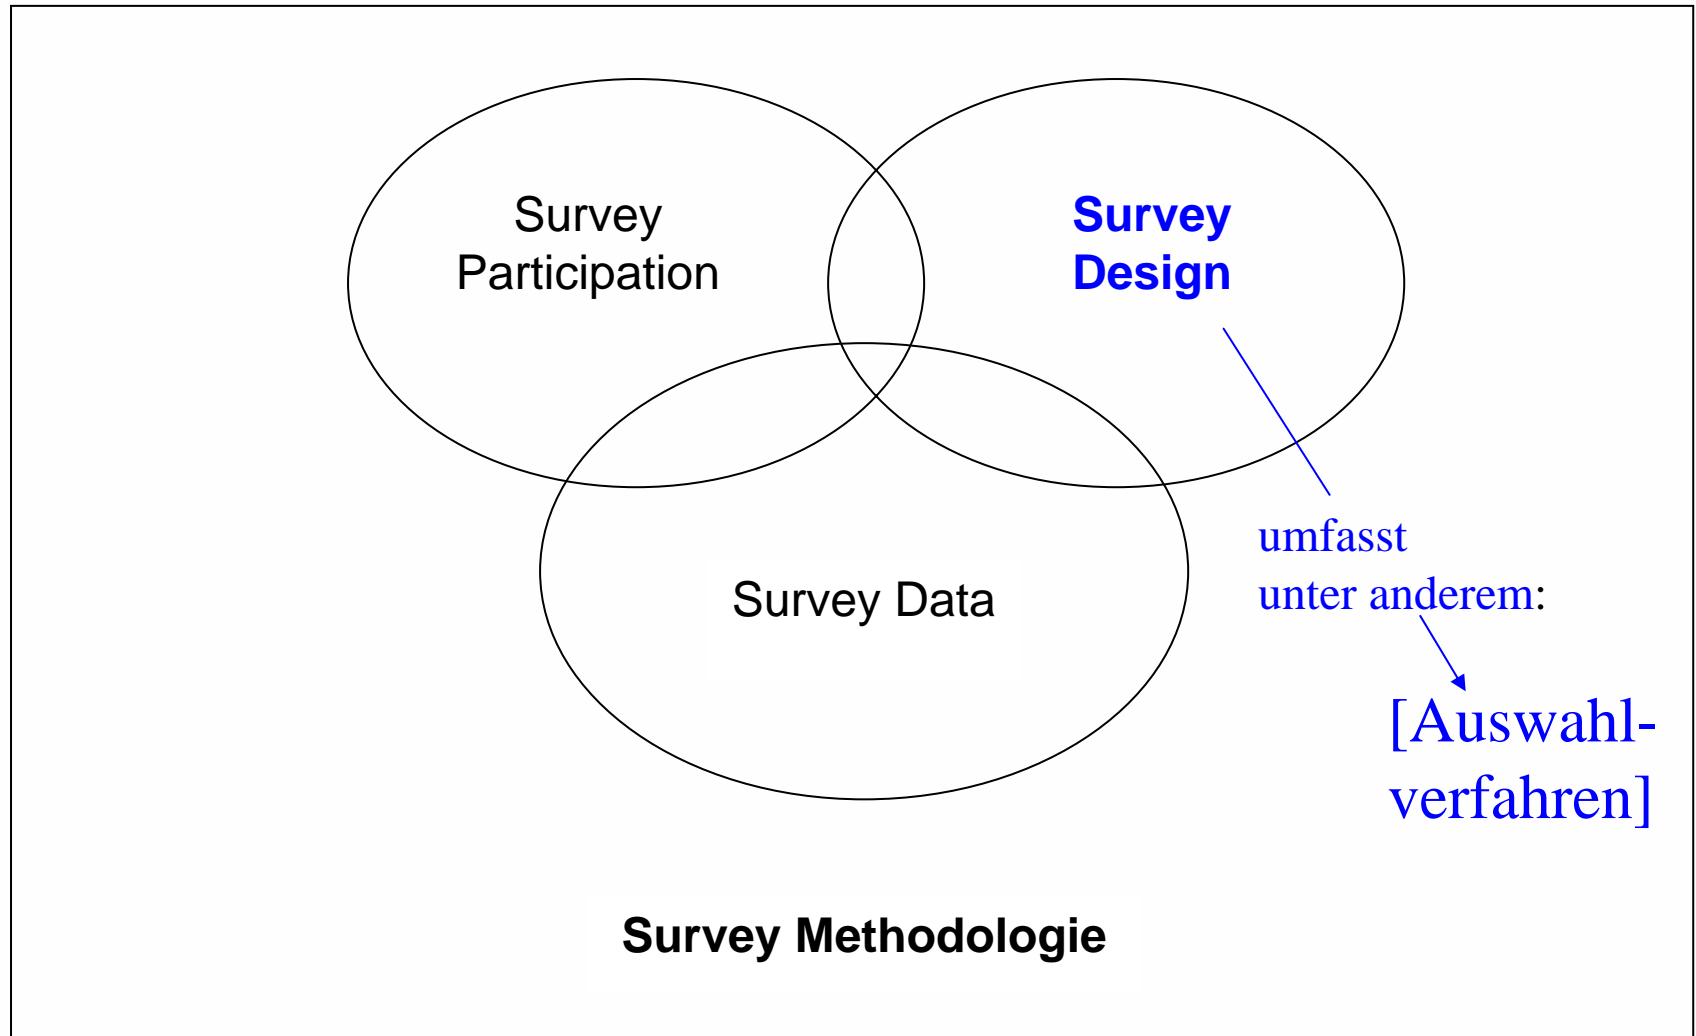 Survey
Participation
Survey
Design
Survey Data
umfasst
unter anderem:
[Auswahl-
verfahren]
Survey Methodologie